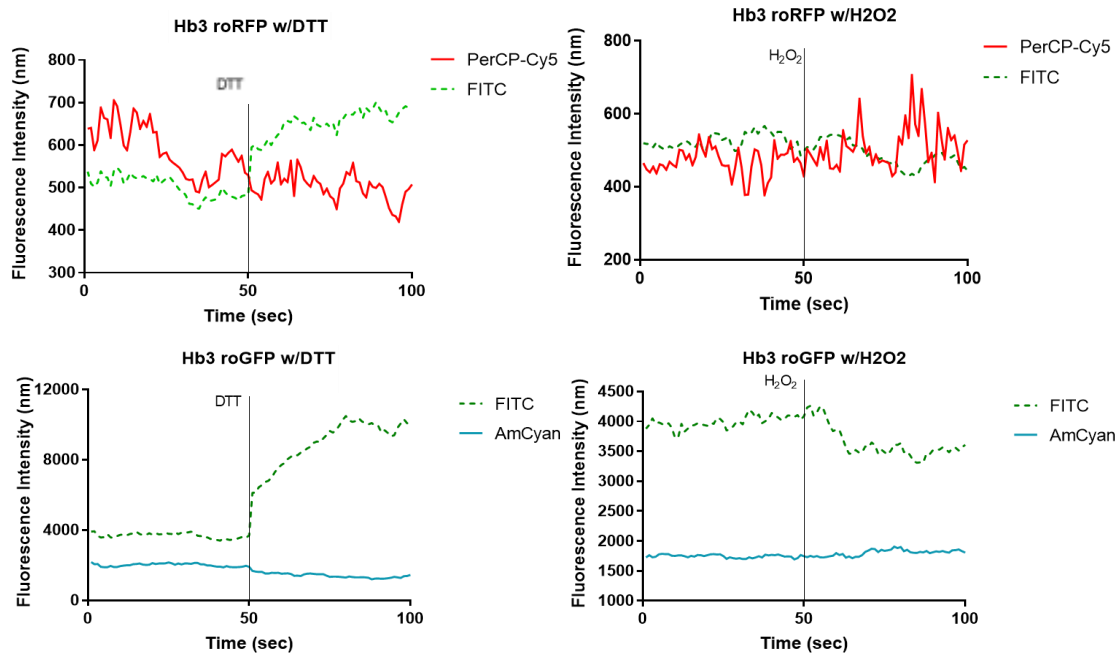 Hb3 roRFP w/DTT
PerCP-Cy5
FITC
DTT
800
700
600
500
400
300
Fluorescence Intensity (nm)
0
50
100
Time (sec)
Hb3 roRFP w/H2O2
PerCP-Cy5
FITC
H₂O₂
800
600
400
200
Fluorescence Intensity (nm)
0
50
100
Time (sec)
Hb3 roGFP w/DTT
FITC
AmCyan
DTT
12000
8000
4000
0
Fluorescence Intensity (nm)
0
50
100
Time (sec)
Hb3 roGFP w/H2O2
FITC
AmCyan
H₂O₂
4500
4000
3500
3000
2500
2000
1500
1000
Fluorescence Intensity (nm)
0
50
100
Time (sec)